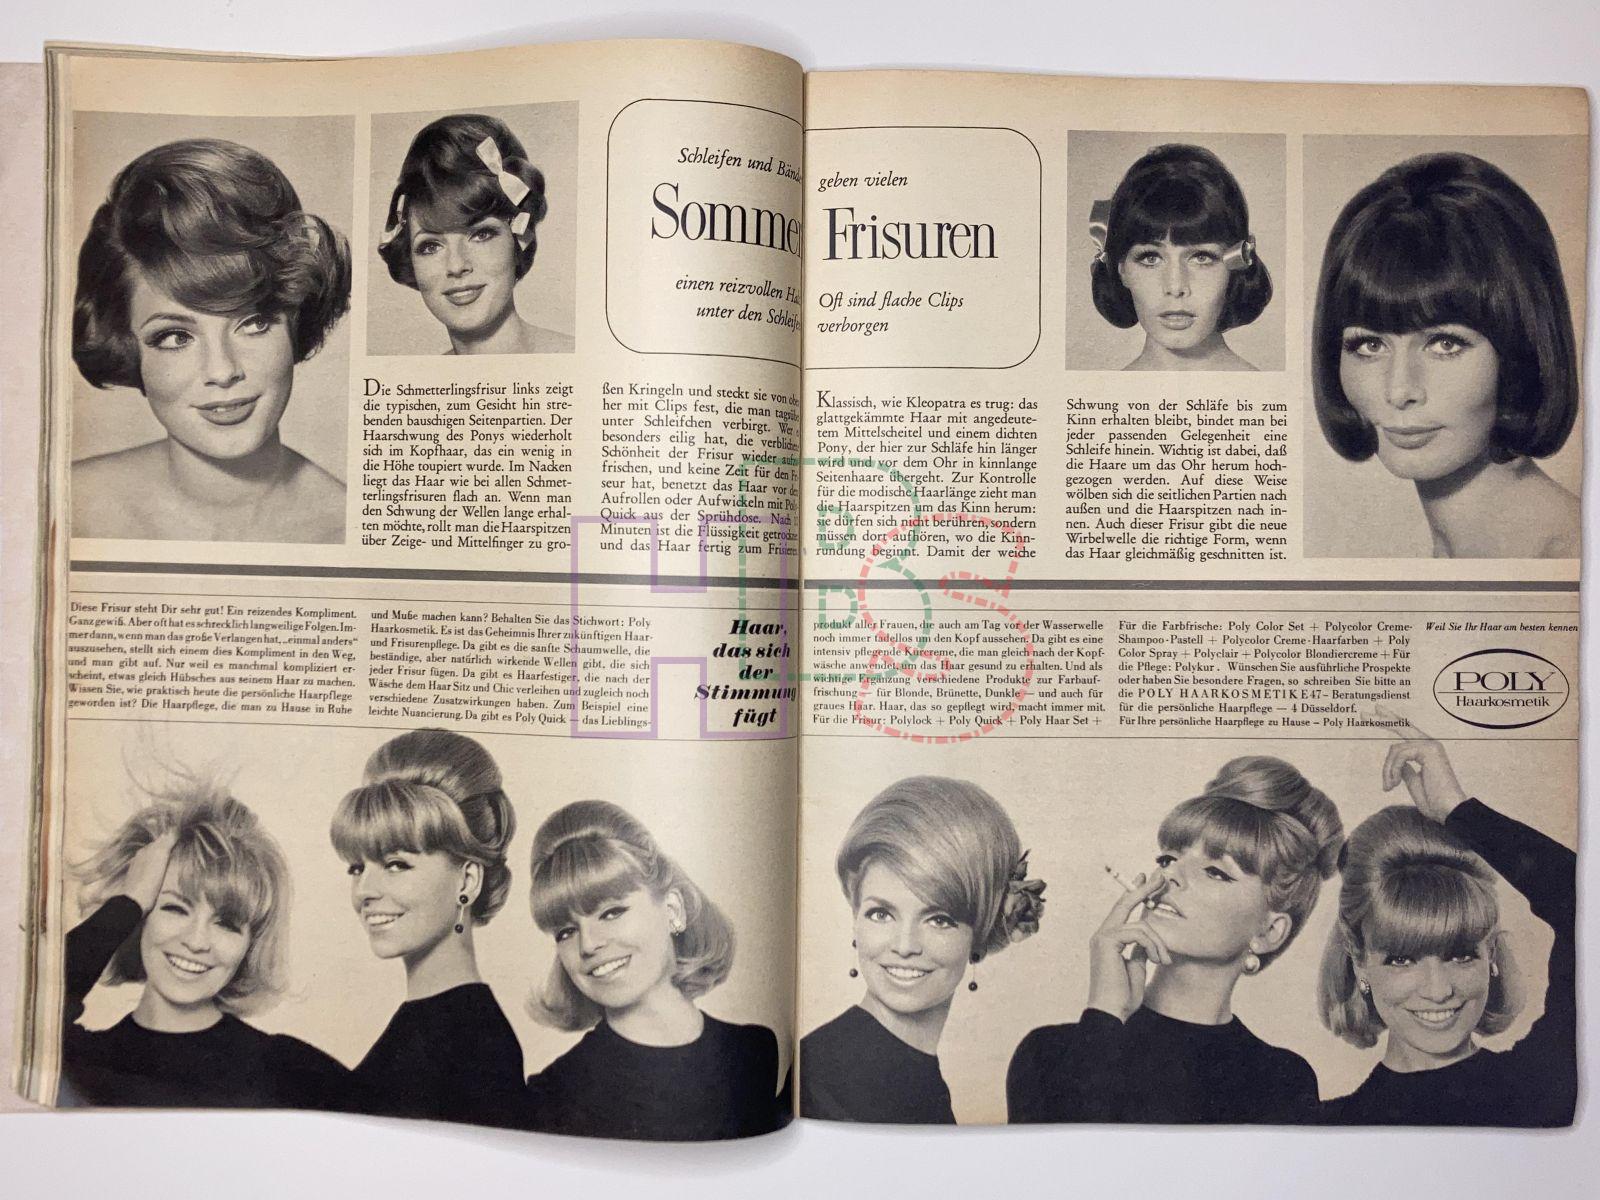 Schleifen und
Sommer
einen reizvollen
unter den
geben vielen
Frisuren
Oft sind flache Clips
verborgen
Die Schmetterlingsfrisur links zeigt
die typischen, zum Gesicht hin stre-
benden bauschigen Seitenpartien. Der
Haarschwung des Ponys wiederholt
sich im Kopfhaar, das ein wenig in
die Höhe toupiert wurde. Im Nacken
liegt das Haar wie bei allen Schmet-
terlingsfrisuren flach an. Wenn man
den Schwung der Wellen lange erhal-
ten möchte, rollt man die Haarspitzen
über Zeige- und Mittelfinger zu gro-
ßen Kringeln und steckt sie von
her mit Clips fest, die man
unter Schleifchen verbirgt. Wer
besonders eilig hat, die
Schönheit der Frisur wieder
frischen, und keine Zeit für den
seur hat, benetzt das Haar vor
Aufrollen oder Aufwickeln mit
Quick aus der Sprühdose. Nach
Minuten ist die Flüssigkeit
und das Haar fertig zum
Klassisch, wie Kleopatra es trug: das
glattgekämmte Haar mit angedeute-
tem Mittelscheitel und einem dichten
Pony, der hier zur Schläfe hin länger
wird und vor dem Ohr in kinnlange
Seitenhaare übergeht. Zur Kontrolle
für die modische Haarlänge zieht man
die Haarspitzen um das Kinn herum:
sie dürfen sich nicht berühren, sondern
müssen dort aufhören, wo die Kinn-
rundung beginnt. Damit der weiche
Schwung von der Schläfe bis zum
Kinn erhalten bleibt, bindet man bei
jeder passenden Gelegenheit eine
Schleife hinein. Wichtig ist dabei, daß
die Haare um das Ohr herum hoch-
gezogen werden. Auf diese Weise
wölben sich die seitlichen Partien nach
außen und die Haarspitzen nach in-
nen. Auch dieser Frisur gibt die neue
Wirbelwelle die richtige Form, wenn
das Haar gleichmäßig geschnitten ist.
Diese Frisur steht Dir sehr gut! Ein reizendes Kompliment.
Ganz gewiß. Aber oft hat es schrecklich langweilige Folgen. Im-
mer dann, wenn man das große Verlangen hat, „einmal anders"
auszusehen, stellt sich einem dies Kompliment in den Weg,
und man gibt auf. Nur weil es manchmal kompliziert er-
scheint, etwas gleich Hübsches aus seinem Haar zu machen.
Wissen Sie, wie praktisch heute die persönliche Haarpflege
geworden ist? Die Haarpflege, die man zu Hause in Ruhe
und Muße machen kann? Behalten Sie das Stichwort: Poly
Haarkosmetik. Es ist das Geheimnis Ihrer zukünftigen Haar-
und Frisurenpflege. Da gibt es die sanfte Schaumwelle, die
beständige, aber natürlich wirkende Wellen gibt, die sich
jeder Frisur fügen. Da gibt es Haarfestiger, die nach der
Wäsche dem Haar Sitz und Chic verleihen und zugleich noch
verschiedene Zusatzwirkungen haben. Zum Beispiel eine
leichte Nuancierung. Da gibt es Poly Quick — das Lieblings-
Haar,
das sich
der
Stimmung
fügt
produkt aller Frauen, die auch am Tag vor der Wasserwelle
noch immer tadellos um den Kopf aussehen. Da gibt es eine
intensiv pflegende Kurcreme, die man gleich nach der Kopf-
wäsche anwendet, um das Haar gesund zu erhalten. Und als
wichtige Ergänzung verschiedene Produkte zur Farbauf-
frischung — für Blonde, Brünette, Dunkle — und auch für
graues Haar. Haar, das so gepflegt wird, macht immer mit.
Für die Frisur: Polylock + Poly Quick + Poly Haar Set +
Für die Farbfrische: Poly Color Set + Polycolor Creme-
Shampoo-Pastell + Polycolor Creme-Haarfarben + Poly
Color Spray + Polyclair + Polycolor Blondiercreme + Für
die Pflege: Polykur. Wünschen Sie ausführliche Prospekte
oder haben Sie besondere Fragen, so schreiben Sie bitte an
die POLY HAARKOSMETIK E47 - Beratungsdienst
für die persönliche Haarpflege — 4 Düsseldorf.
Für Ihre persönliche Haarpflege zu Hause – Poly Haarkosmetik
Weil Sie Ihr Haar am besten kennen
POLY
Haarkosmetik